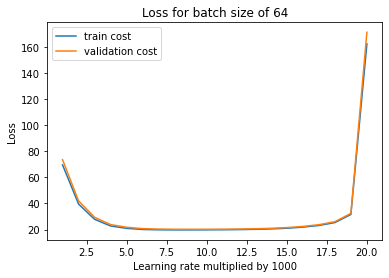 Loss for batch size of 64
train cost
validation cost
Loss
160
140
120
100
80
60
40
20
2.5 5.0 7.5 10.0 12.5 15.0 17.5 20.0
Learning rate multiplied by 1000